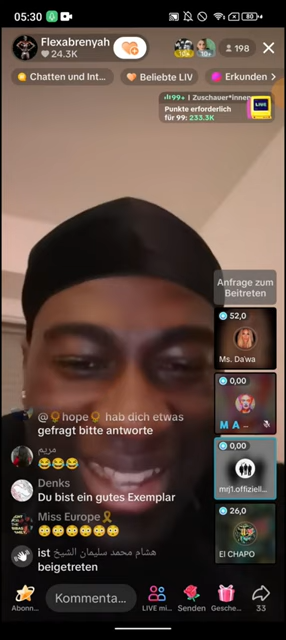 05:30
80
Flexabrenyah
24.3K
198
Chatten und Int...
Beliebte LIV
Erkunden
99+ | Zuschauer*innen
Punkte erforderlich
für 99: 233.3K
LIVE
Anfrage zum
Beitreten
52,0
Ms. Da'wa
0,00
M A ...
0,00
mrj1.offiziell...
26,0
El CHAPO
@🌻hope🌻 hab dich etwas
gefragt bitte antworte
مريم
😂😂😂
Denks
Du bist ein gutes Exemplar
Miss Europe🎗
😳😳😳😳😳😳
ist هشام محمد سليمان الشيخ
beigetreten
Abonn...
Kommenta...
LIVE mi...
Senden
Gesche...
33